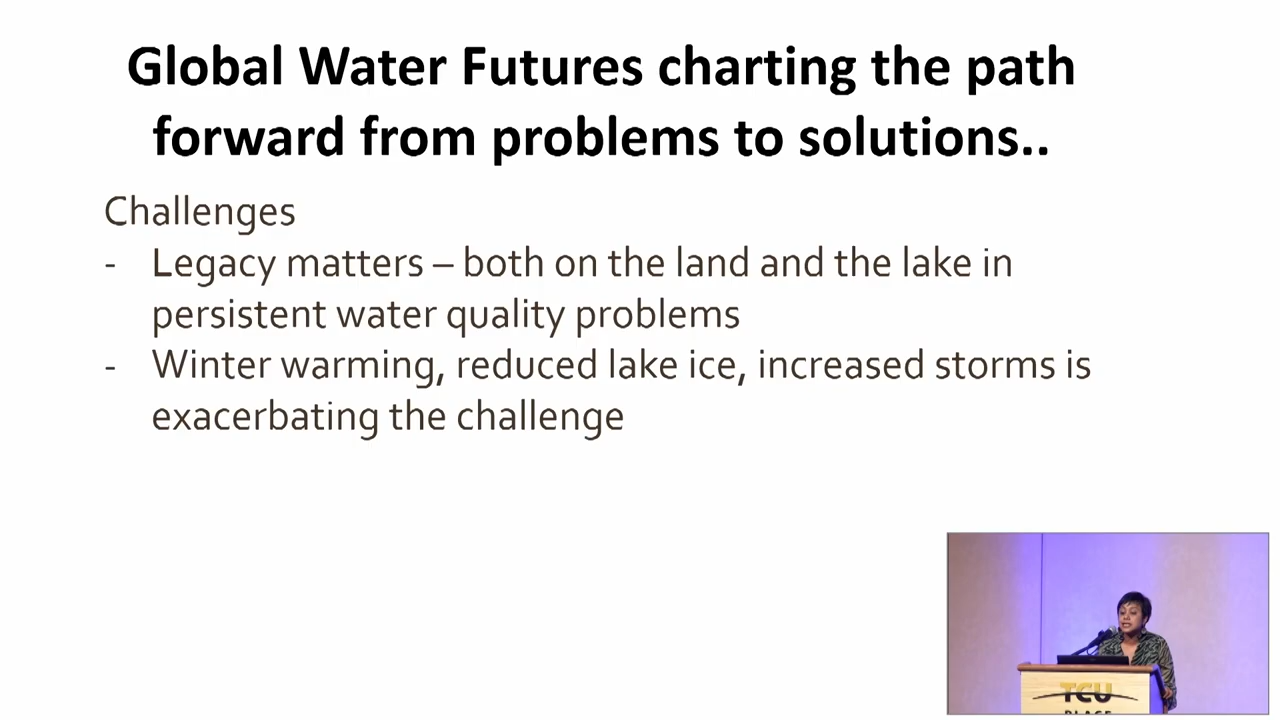 Global Water Futures charting the path
forward from problems to solutions..
Challenges
- Legacy matters – both on the land and the lake in
persistent water quality problems
- Winter warming, reduced lake ice, increased storms is
exacerbating the challenge
TCU
PLACE